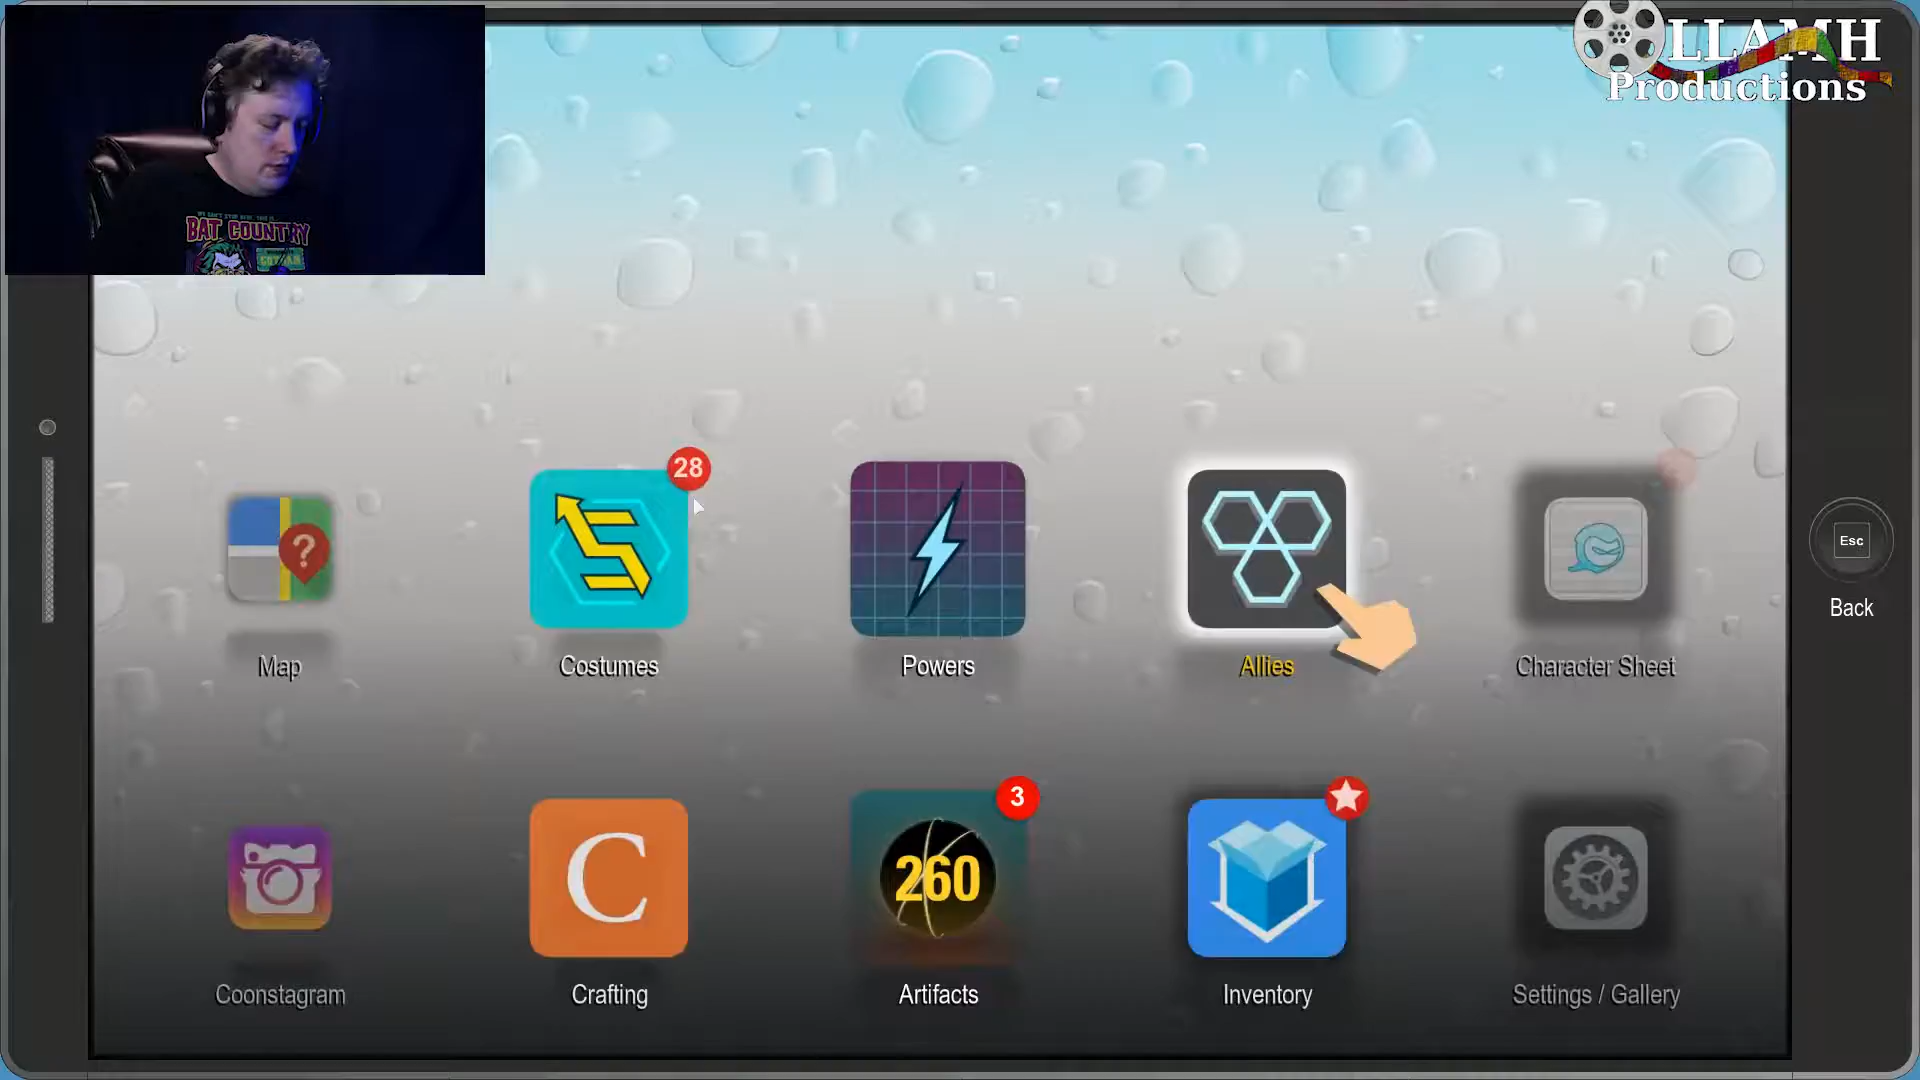 LLAMH
Productions
BAT COUNTRY
28
Map
Costumes
Powers
Allies
Character Sheet
Esc
Back
?
3
C
260
Coonstagram
Crafting
Artifacts
Inventory
Settings / Gallery